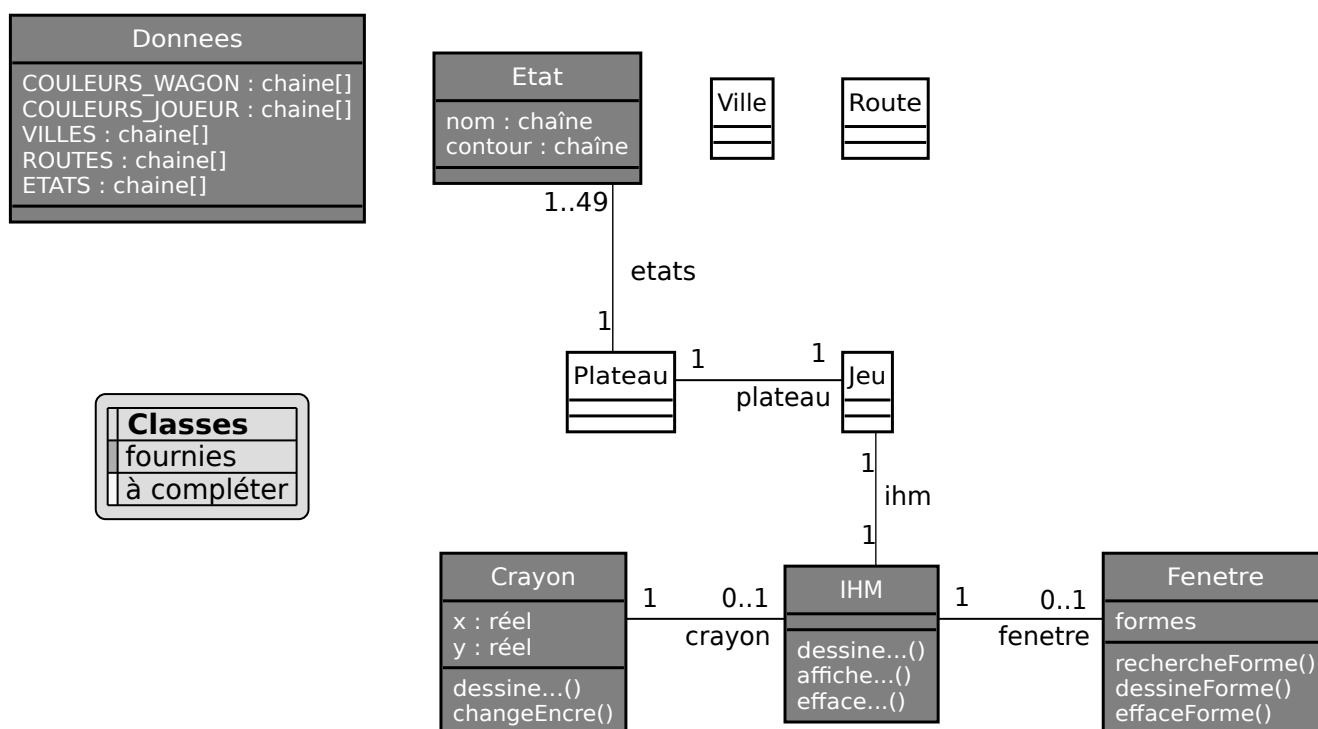 Donnees
COULEURS_WAGON : chaine[]
COULEURS_JOUEUR : chaine[]
VILLES : chaine[]
ROUTES : chaine[]
ETATS : chaine[]
Etat
nom : chaîne
contour : chaîne
Ville
Route
1..49
etats
1
Plateau
1
1
plateau
Jeu
Classes
fournies
à compléter
1
ihm
1
Crayon
x : réel
y : réel
dessine...()
changeEncre()
1
0..1
crayon
IHM
dessine...()
affiche...()
efface...()
1
0..1
fenetre
Fenetre
formes
rechercheForme()
dessineForme()
effaceForme()